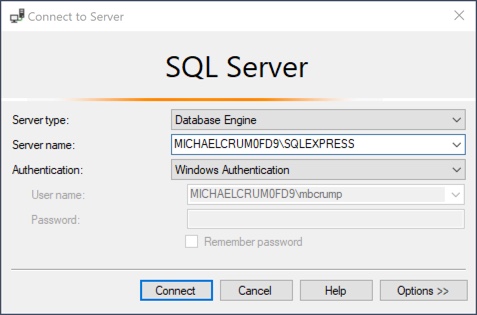 Connect to Server
SQL Server
Server type: Database Engine
Server name: MICHAELCRUM0FD9\SQLEXPRESS
Authentication: Windows Authentication
User name: MICHAELCRUM0FD9\mbcrump
Password:
Remember password
Connect Cancel Help Options >>